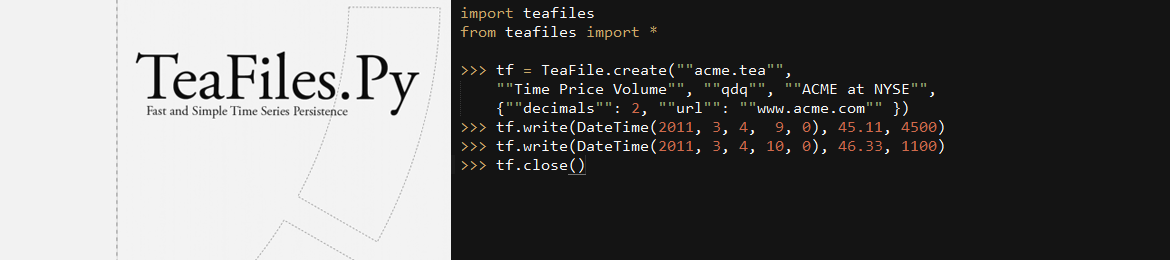 TeaFiles.Py
Fast and Simple Time Series Persistence
import teafiles
from teafiles import *
>>> tf = TeaFile.create(""acme.tea"",
""Time Price Volume"", ""qdq"", ""ACME at NYSE"",
{""decimals"": 2, ""url"": ""www.acme.com"" })
>>> tf.write(DateTime(2011, 3, 4,  9, 0), 45.11, 4500)
>>> tf.write(DateTime(2011, 3, 4, 10, 0), 46.33, 1100)
>>> tf.close()